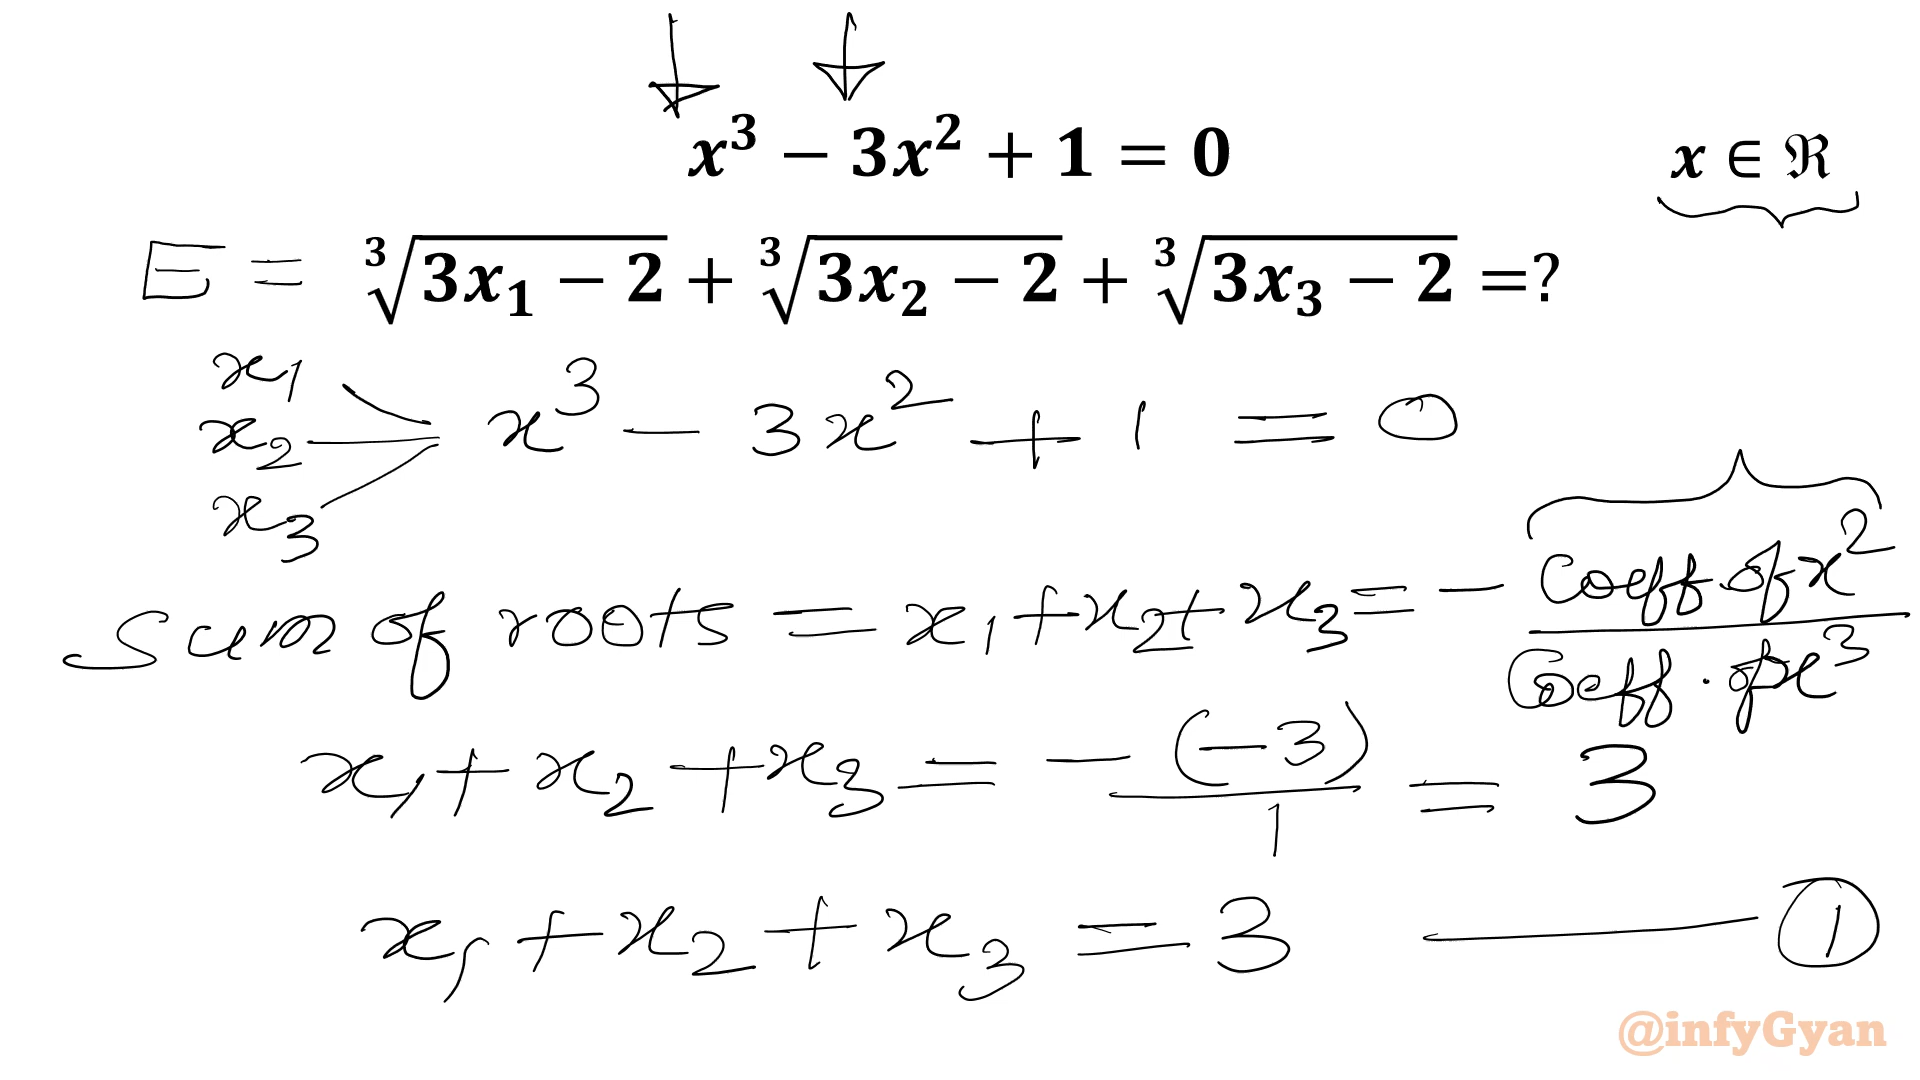 x³ − 3x² + 1 = 0
x ∈ ℜ
E = ∛(3x₁ − 2) + ∛(3x₂ − 2) + ∛(3x₃ − 2) =?
x₁
x₂ x³ − 3x² + 1 = 0
x₃
sum of roots = x₁ + x₂ + x₃ = − coeff of x² / coeff. of x³
x₁ + x₂ + x₃ = − (−3) / 1 = 3
x₁ + x₂ + x₃ = 3 —— ①
@infyGyan